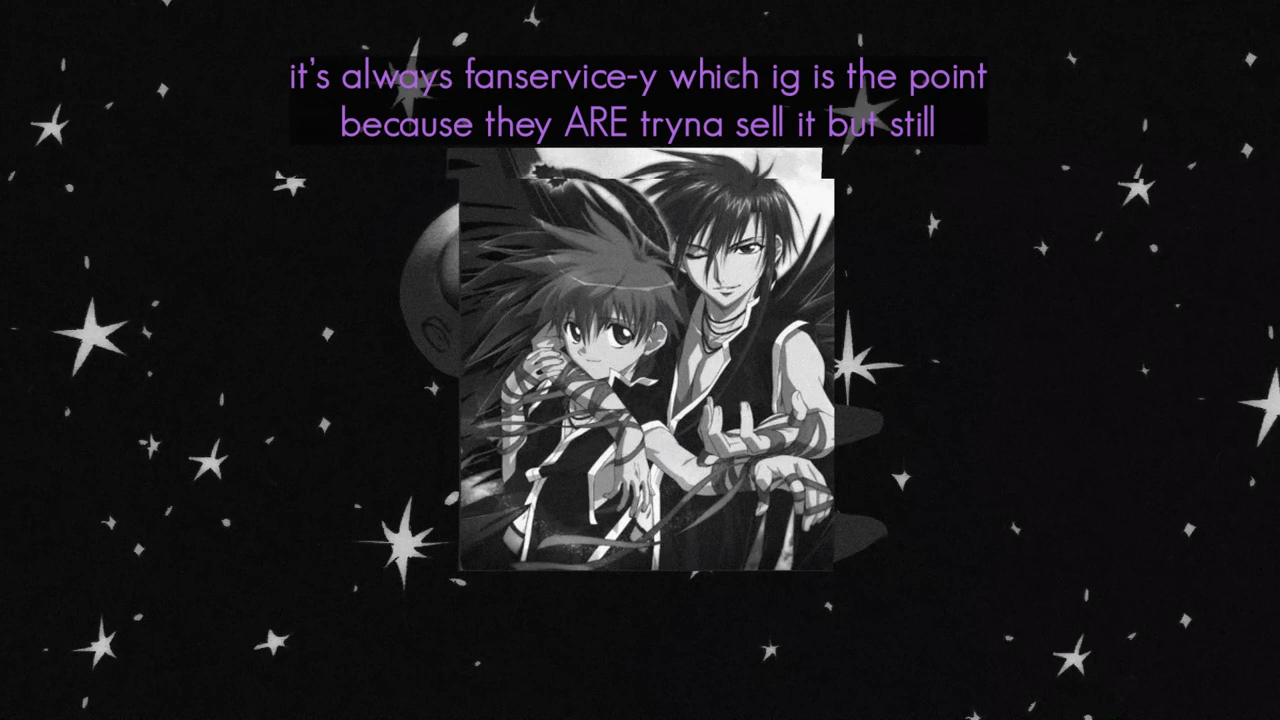 it's always fanservice-y which ig is the point
because they ARE tryna sell it but still